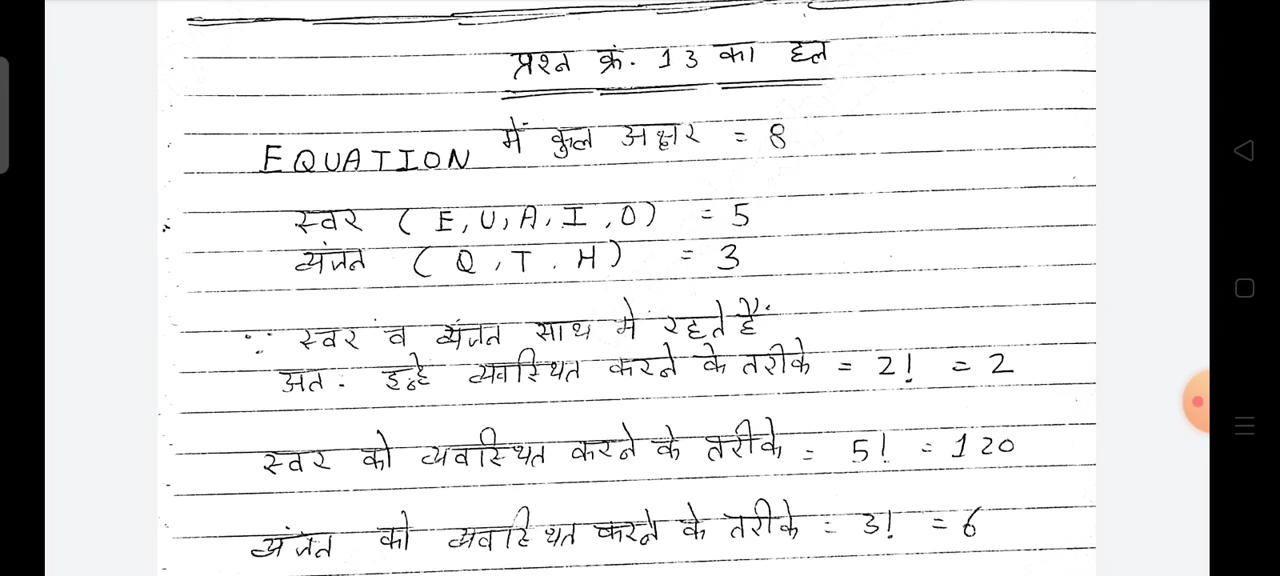 प्रश्न क्रं. 13 का हल
EQUATION में कुल अक्षर = 8
स्वर ( E, U, A, I, O) = 5
व्यंजन ( Q, T. H) = 3
∵ स्वर व व्यंजन साथ में रहते हैं.
अत. इन्हे व्यवस्थित करने के तरीके = 2! = 2
स्वर को व्यवस्थित करने के तरीके = 5! = 120
व्यंजन को व्यवस्थित करने के तरीके = 3! = 6